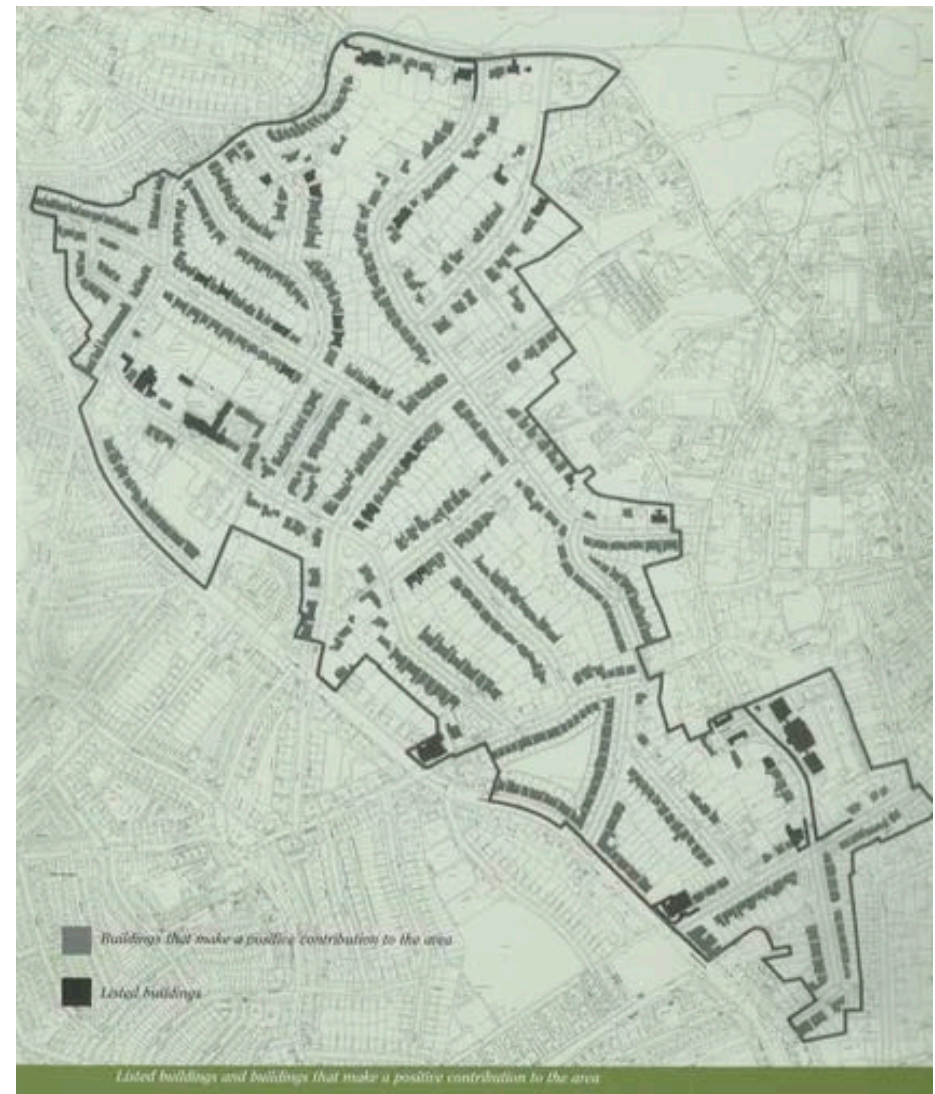 Buildings that make a positive contribution to the area
Listed buildings
Listed buildings and buildings that make a positive contribution to the area